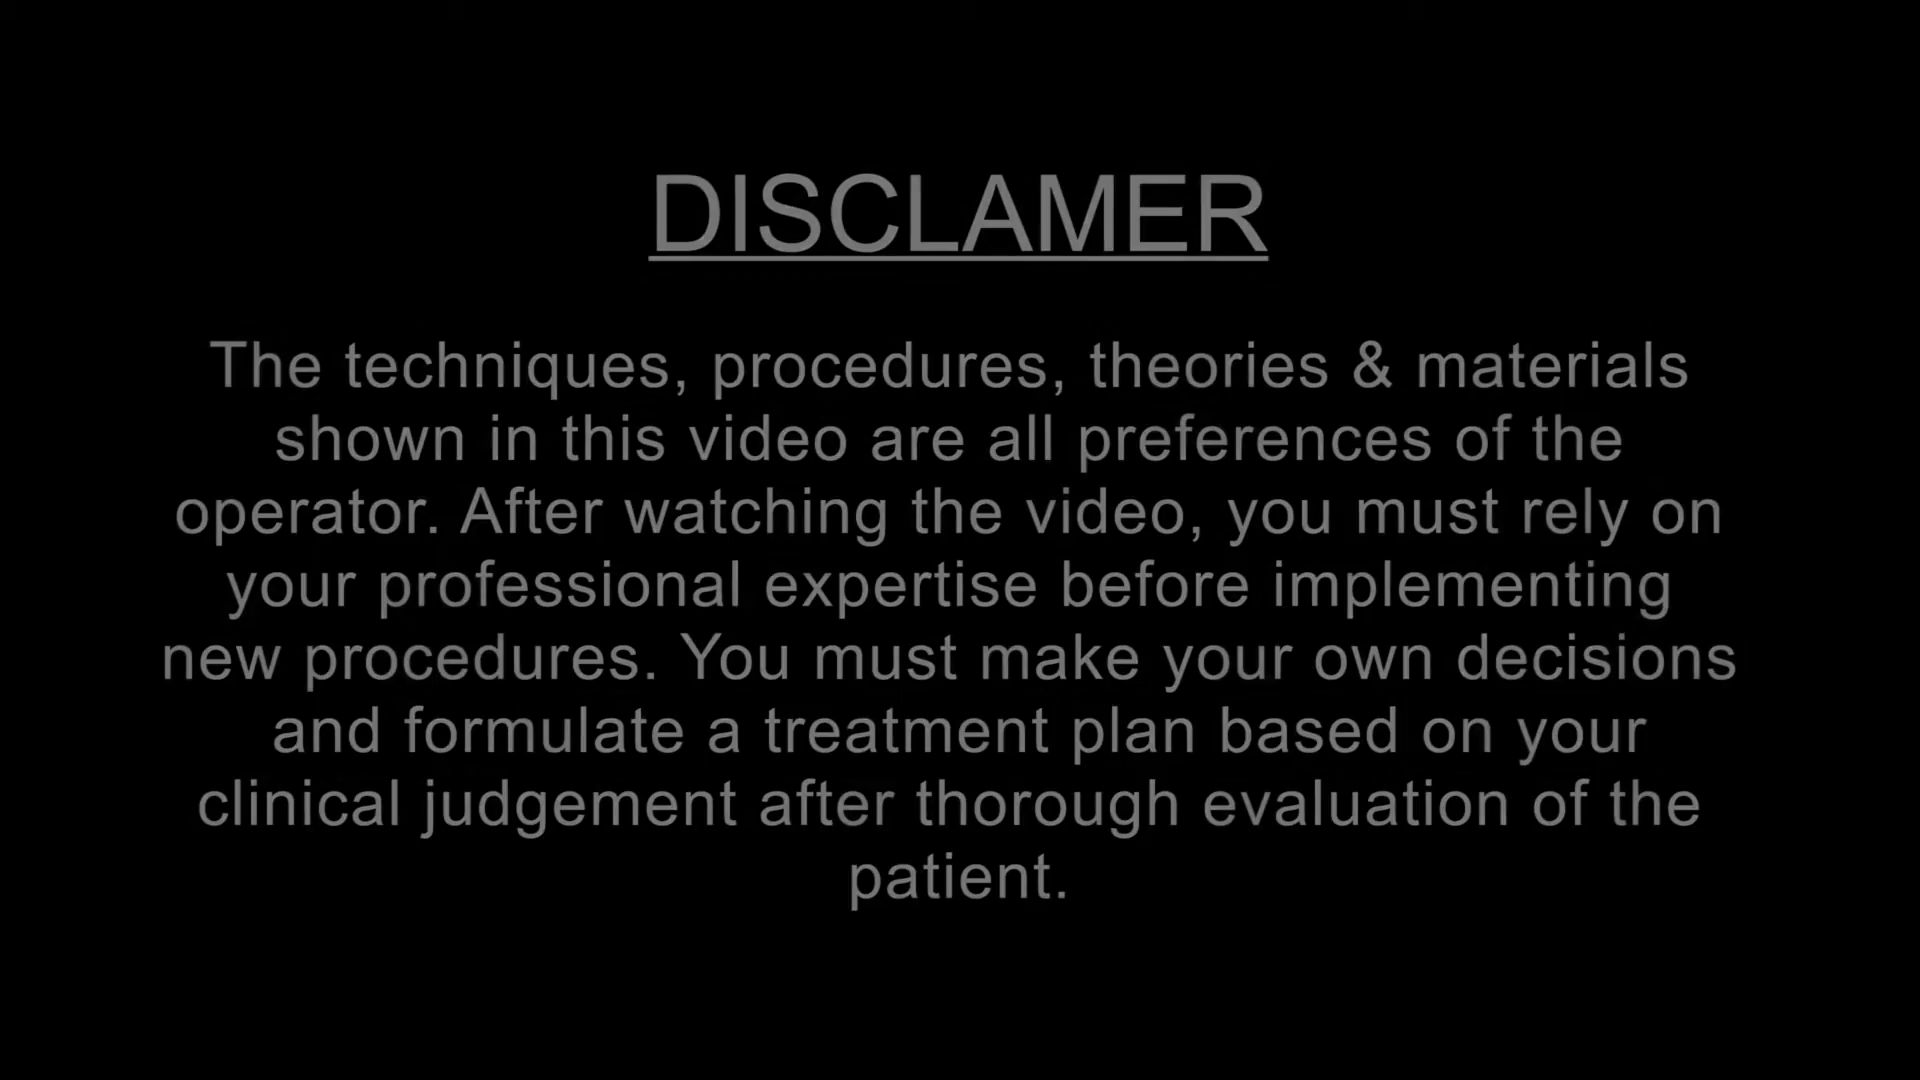 DISCLAMER
The techniques, procedures, theories & materials
shown in this video are all preferences of the
operator. After watching the video, you must rely on
your professional expertise before implementing
new procedures. You must make your own decisions
and formulate a treatment plan based on your
clinical judgement after thorough evaluation of the
patient.